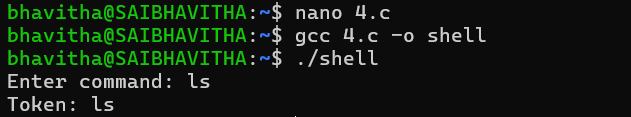 bhavitha@SAIBHAVITHA:~$ nano 4.c
bhavitha@SAIBHAVITHA:~$ gcc 4.c -o shell
bhavitha@SAIBHAVITHA:~$ ./shell
Enter command: ls
Token: ls